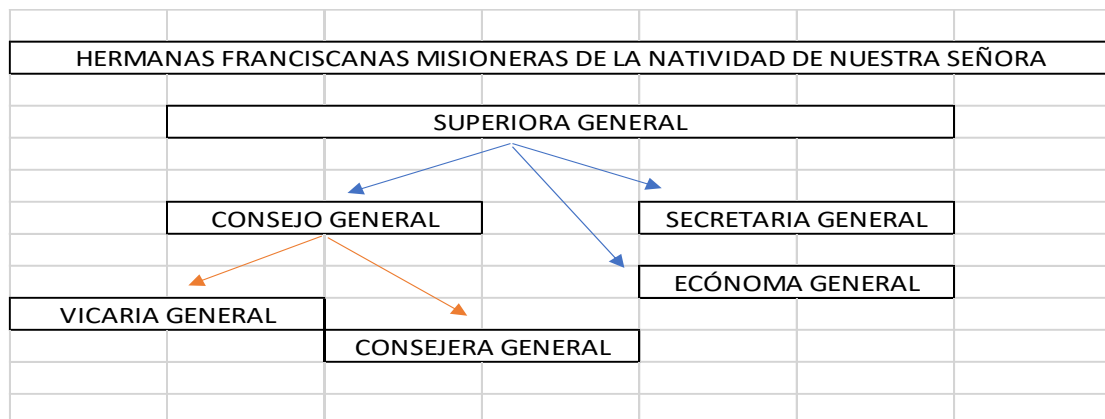 HERMANAS FRANCISCANAS MISIONERAS DE LA NATIVIDAD DE NUESTRA SEÑORA
SUPERIORA GENERAL
CONSEJO GENERAL
SECRETARIA GENERAL
ECÓNOMA GENERAL
VICARIA GENERAL
CONSEJERA GENERAL